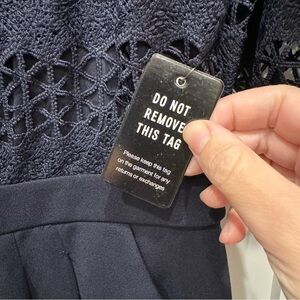 DO NOT
REMOVE
THIS TAG
Please keep this tag
on the garment for any
returns or exchanges